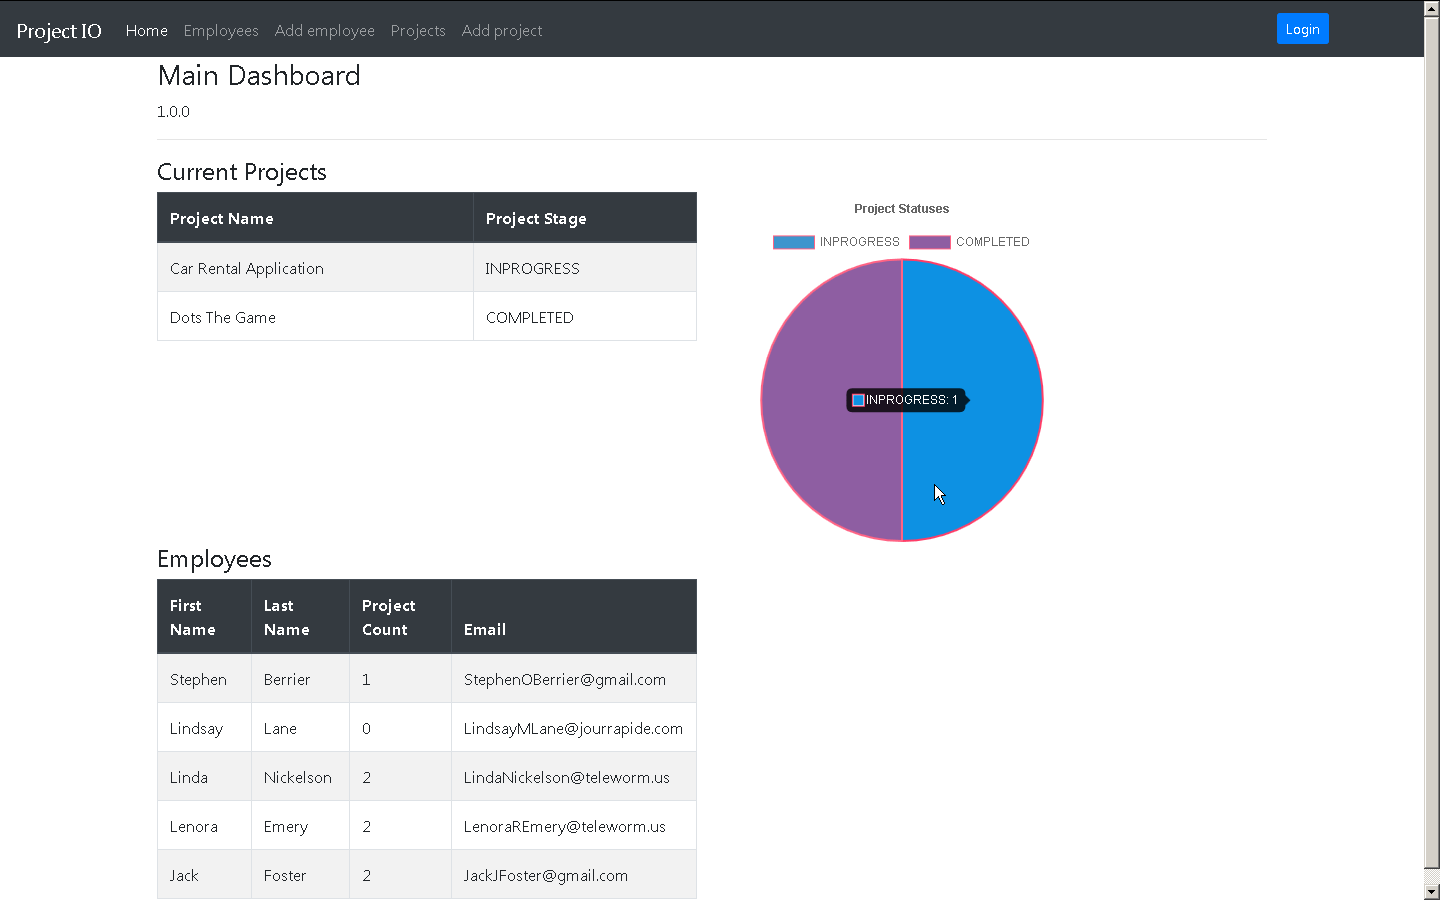 Project IO Home Employees Add employee Projects Add project Login
Main Dashboard
1.0.0
Current Projects
Project Name Project Stage
Car Rental Application INPROGRESS
Dots The Game COMPLETED
Project Statuses
INPROGRESS COMPLETED
INPROGRESS: 1
Employees
First Name Last Name Project Count Email
Stephen Berrier 1 StephenOBerrier@gmail.com
Lindsay Lane 0 LindsayMLane@jourrapide.com
Linda Nickelson 2 LindaNickelson@teleworm.us
Lenora Emery 2 LenoraREmery@teleworm.us
Jack Foster 2 JackJFoster@gmail.com